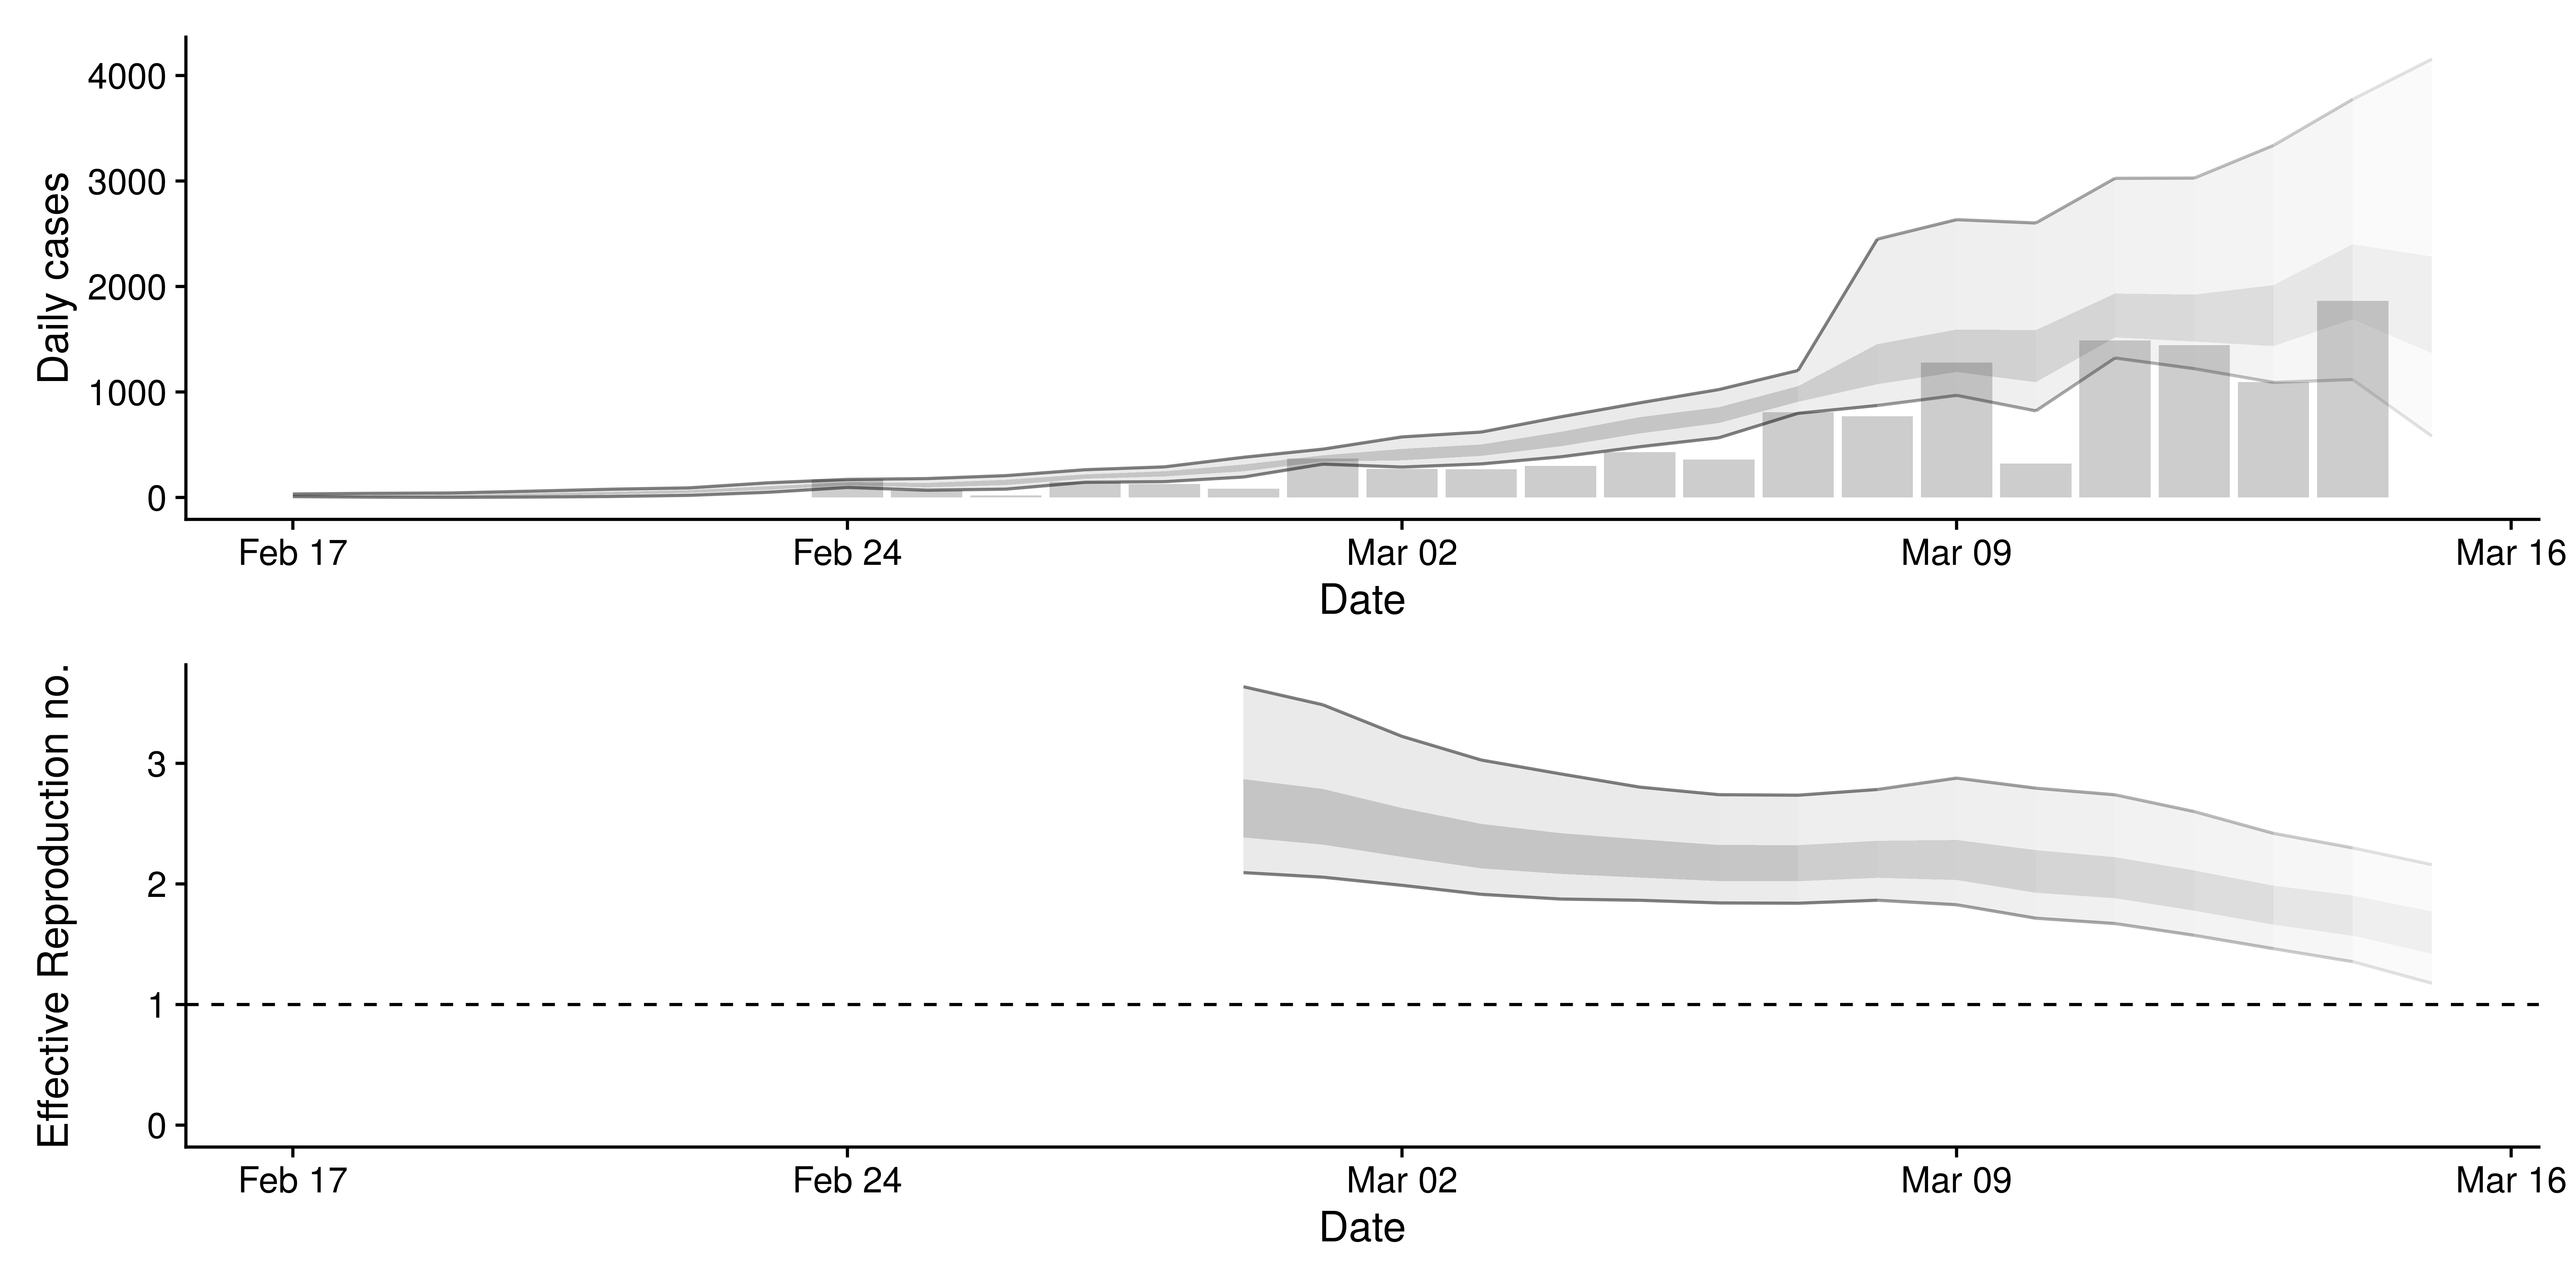 Daily cases
4000
3000
2000
1000
0
Feb 17 Feb 24 Mar 02 Mar 09 Mar 16
Date
Effective Reproduction no.
3
2
1
0
Feb 17 Feb 24 Mar 02 Mar 09 Mar 16
Date